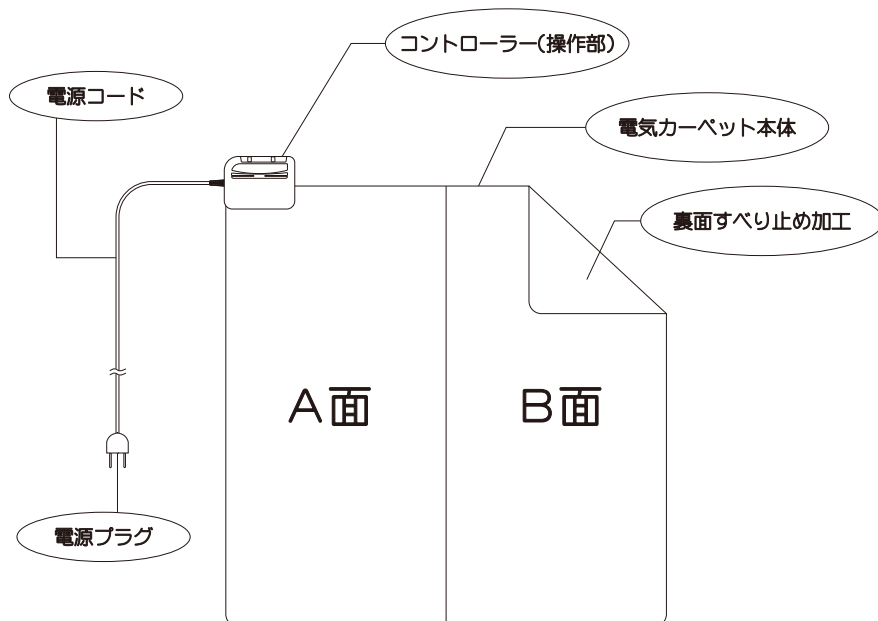 コントローラー(操作部)
電源コード
電気カーペット本体
裏面すべり止め加工
A面
B面
電源プラグ